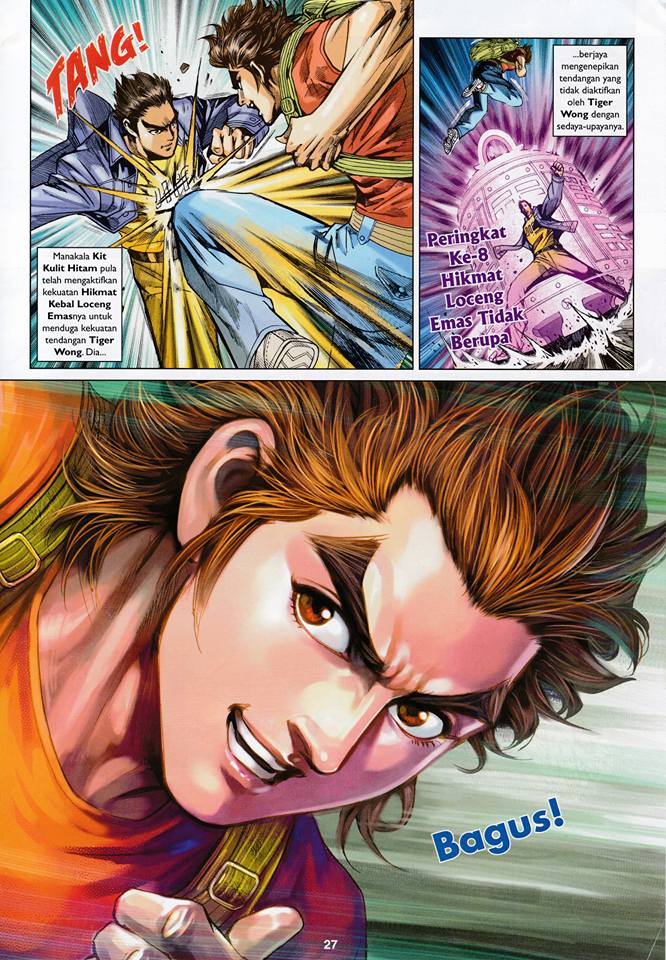 TANG!
Manakala Kit
Kulit Hitam pula
telah mengaktifkan
kekuatan Hikmat
Kebal Loceng
Emasnya untuk
menduga kekuatan
tendangan Tiger
Wong. Dia...
...berjaya
mengenepikan
tendangan yang
tidak diaktifkan
oleh Tiger
Wong dengan
sedaya-upayanya.
Peringkat
Ke-8
Hikmat
Loceng
Emas Tidak
Berupa
Bagus!
27